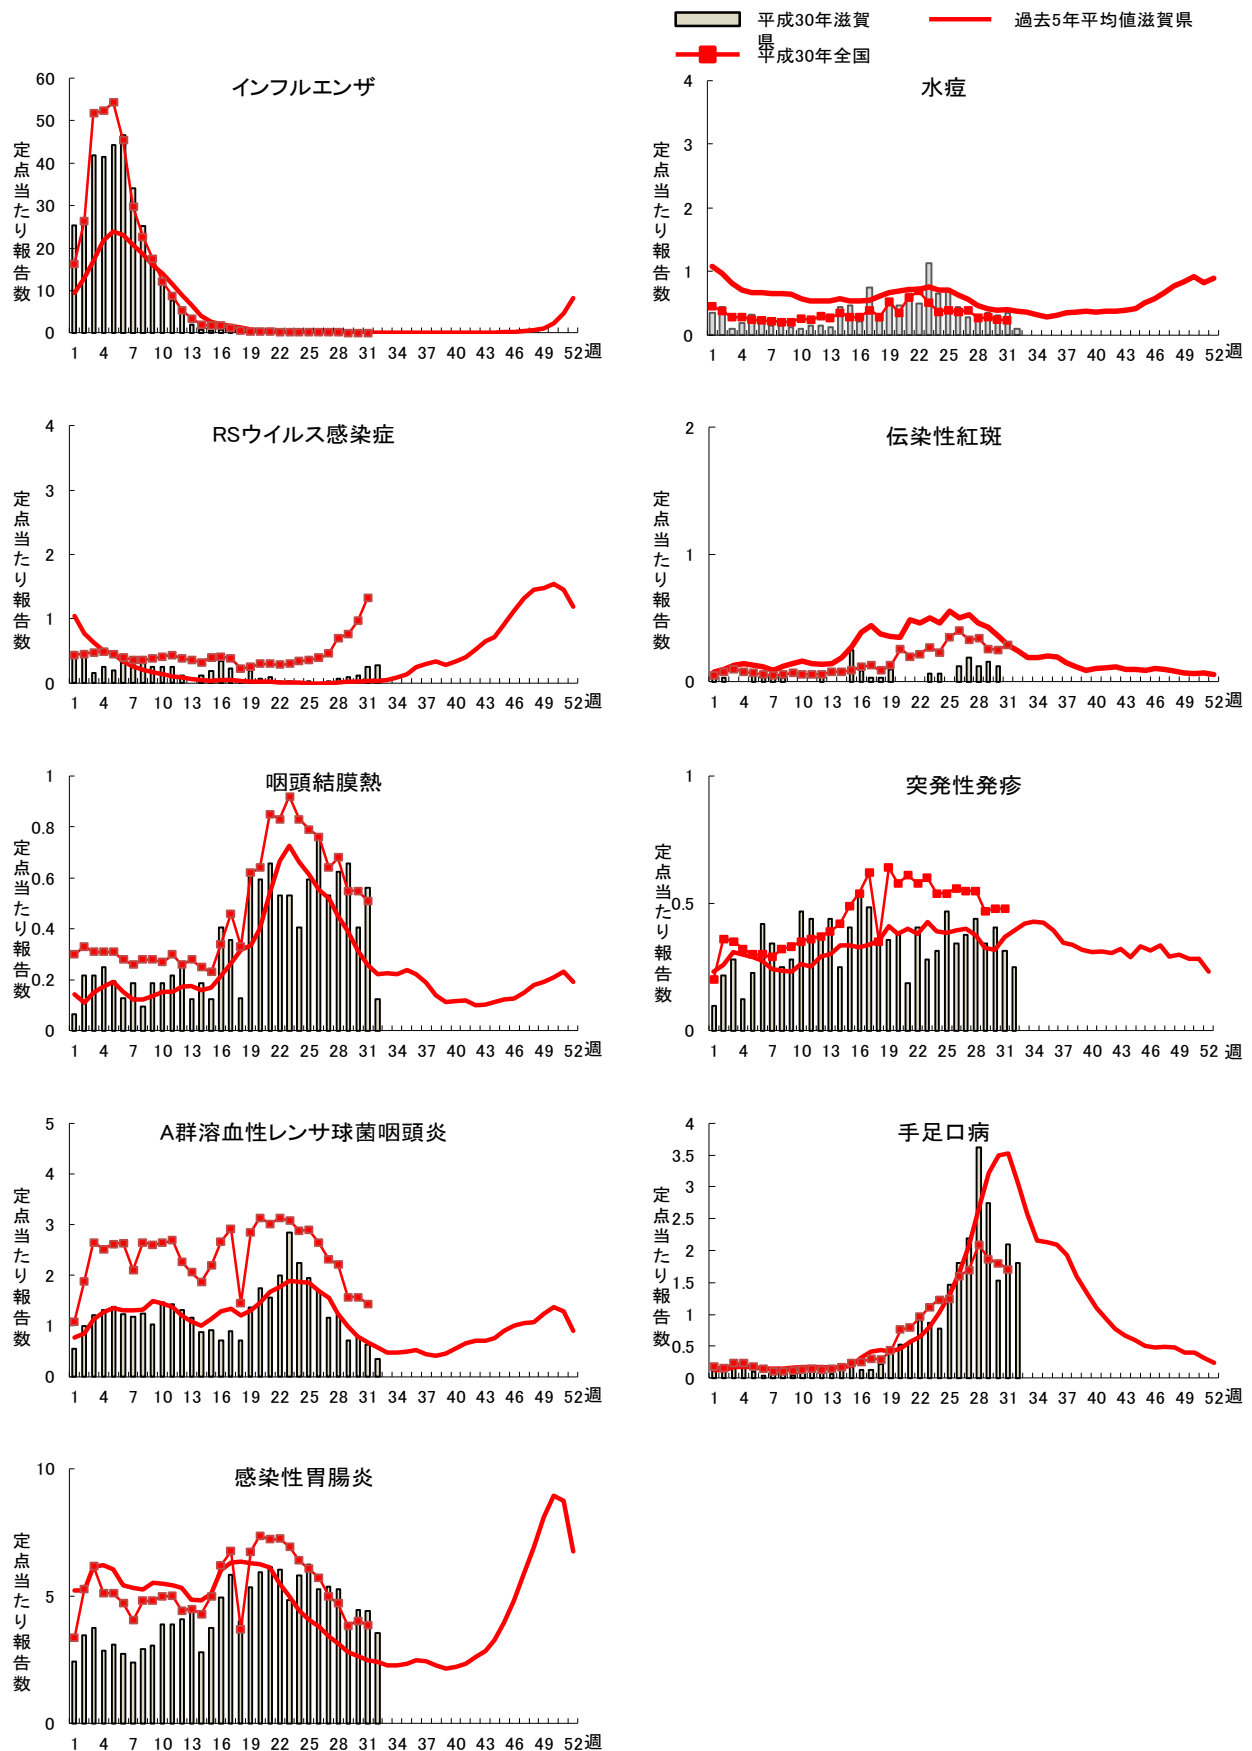 平成30年滋賀県
過去5年平均値滋賀県
平成30年全国
インフルエンザ
定点当たり報告数
60
50
40
30
20
10
0
1 4 7 10 13 16 19 22 25 28 31 34 37 40 43 46 49 52週
水痘
定点当たり報告数
4
3
2
1
0
1 4 7 10 13 16 19 22 25 28 31 34 37 40 43 46 49 52週
RSウイルス感染症
定点当たり報告数
4
3
2
1
0
1 4 7 10 13 16 19 22 25 28 31 34 37 40 43 46 49 52週
伝染性紅斑
定点当たり報告数
2
1
0
1 4 7 10 13 16 19 22 25 28 31 34 37 40 43 46 49 52週
咽頭結膜熱
定点当たり報告数
1
0.8
0.6
0.4
0.2
0
1 4 7 10 13 16 19 22 25 28 31 34 37 40 43 46 49 52週
突発性発疹
定点当たり報告数
1
0.5
0
1 4 7 10 13 16 19 22 25 28 31 34 37 40 43 46 49 52 週
A群溶血性レンサ球菌咽頭炎
定点当たり報告数
5
4
3
2
1
0
1 4 7 10 13 16 19 22 25 28 31 34 37 40 43 46 49 52週
手足口病
定点当たり報告数
4
3.5
3
2.5
2
1.5
1
0.5
0
1 4 7 10 13 16 19 22 25 28 31 34 37 40 43 46 49 52週
感染性胃腸炎
定点当たり報告数
10
5
0
1 4 7 10 13 16 19 22 25 28 31 34 37 40 43 46 49 52週